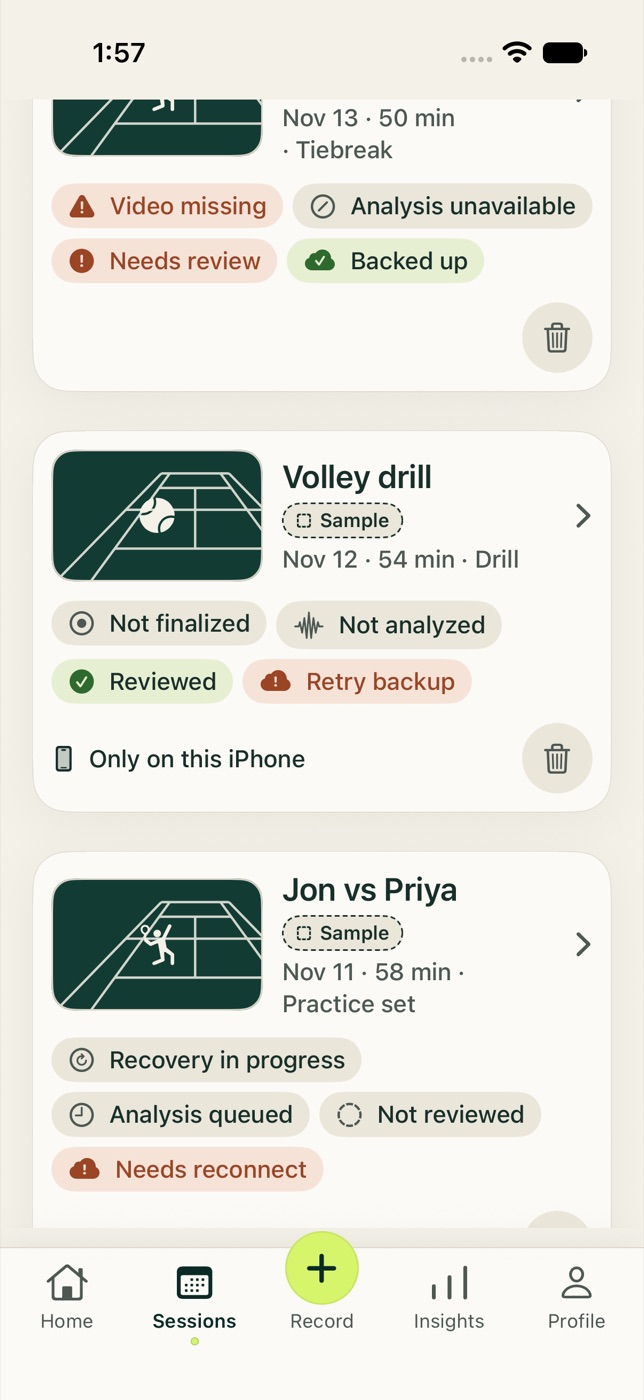 1:57
Nov 13 · 50 min
· Tiebreak
Video missing
Analysis unavailable
Needs review
Backed up
Volley drill
Sample
Nov 12 · 54 min · Drill
Not finalized
Not analyzed
Reviewed
Retry backup
Only on this iPhone
Jon vs Priya
Sample
Nov 11 · 58 min ·
Practice set
Recovery in progress
Analysis queued
Not reviewed
Needs reconnect
Home
Sessions
Record
Insights
Profile